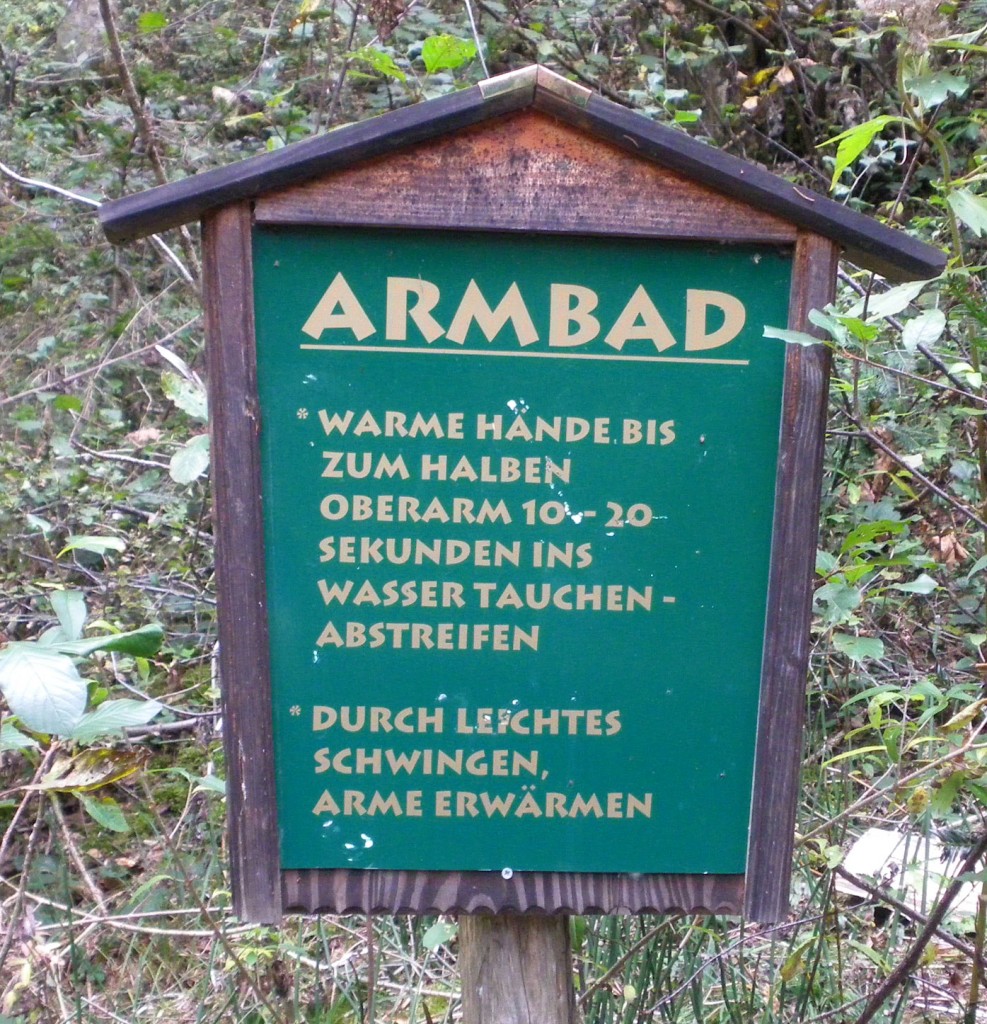 ARMBAD
* WARME HÄNDE BIS
ZUM HALBEN
OBERARM 10 - 20
SEKUNDEN INS
WASSER TAUCHEN -
ABSTREIFEN
* DURCH LEICHTES
SCHWINGEN,
ARME ERWÄRMEN